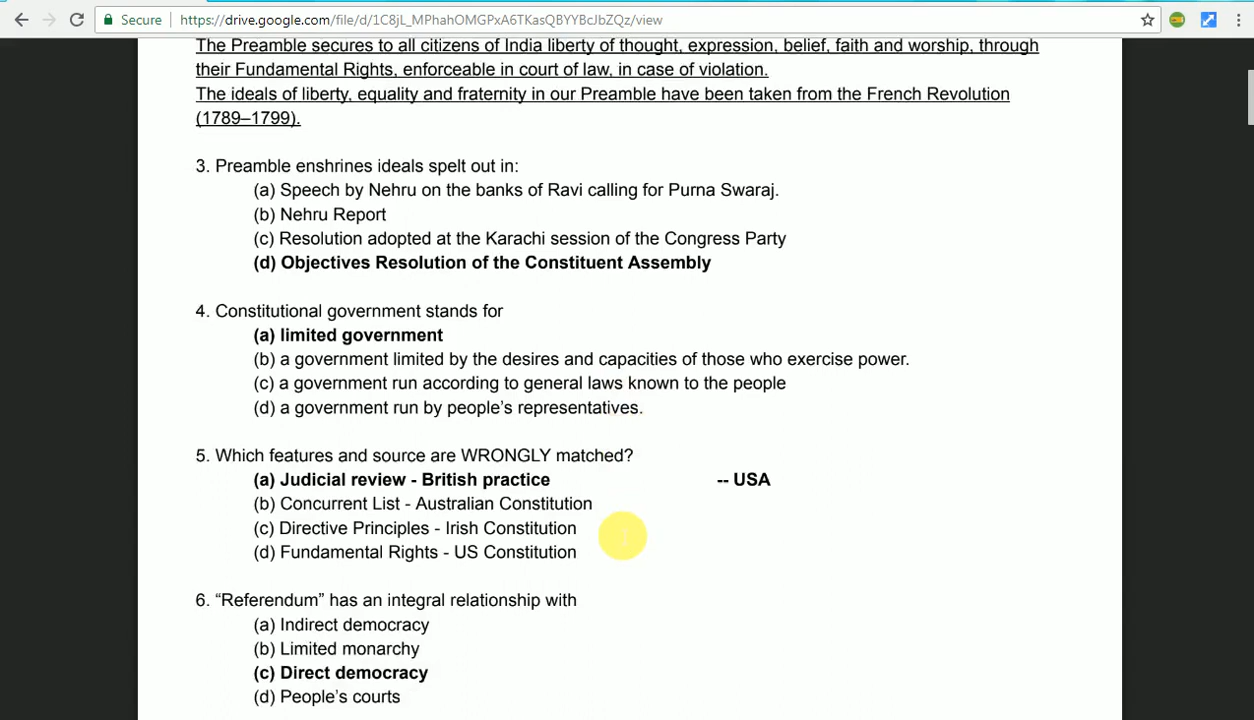 Secure https://drive.google.com/file/d/1C8jL_MPhahOMGPxA6TKasQBYYBcJbZQz/view
The Preamble secures to all citizens of India liberty of thought, expression, belief, faith and worship, through
their Fundamental Rights, enforceable in court of law, in case of violation.
The ideals of liberty, equality and fraternity in our Preamble have been taken from the French Revolution
(1789–1799).
3. Preamble enshrines ideals spelt out in:
(a) Speech by Nehru on the banks of Ravi calling for Purna Swaraj.
(b) Nehru Report
(c) Resolution adopted at the Karachi session of the Congress Party
(d) Objectives Resolution of the Constituent Assembly
4. Constitutional government stands for
(a) limited government
(b) a government limited by the desires and capacities of those who exercise power.
(c) a government run according to general laws known to the people
(d) a government run by people’s representatives.
5. Which features and source are WRONGLY matched?
(a) Judicial review - British practice -- USA
(b) Concurrent List - Australian Constitution
(c) Directive Principles - Irish Constitution
(d) Fundamental Rights - US Constitution
6. “Referendum” has an integral relationship with
(a) Indirect democracy
(b) Limited monarchy
(c) Direct democracy
(d) People’s courts